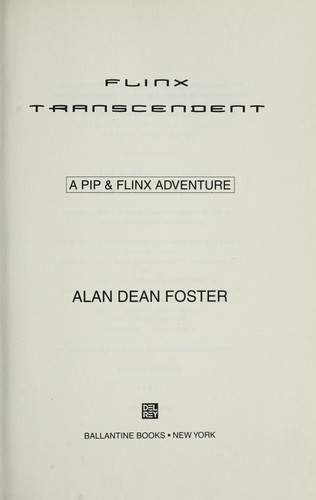 FLINX
TRANSCENDENT
A PIP & FLINX ADVENTURE
ALAN DEAN FOSTER
DEL
REY
BALLANTINE BOOKS • NEW YORK